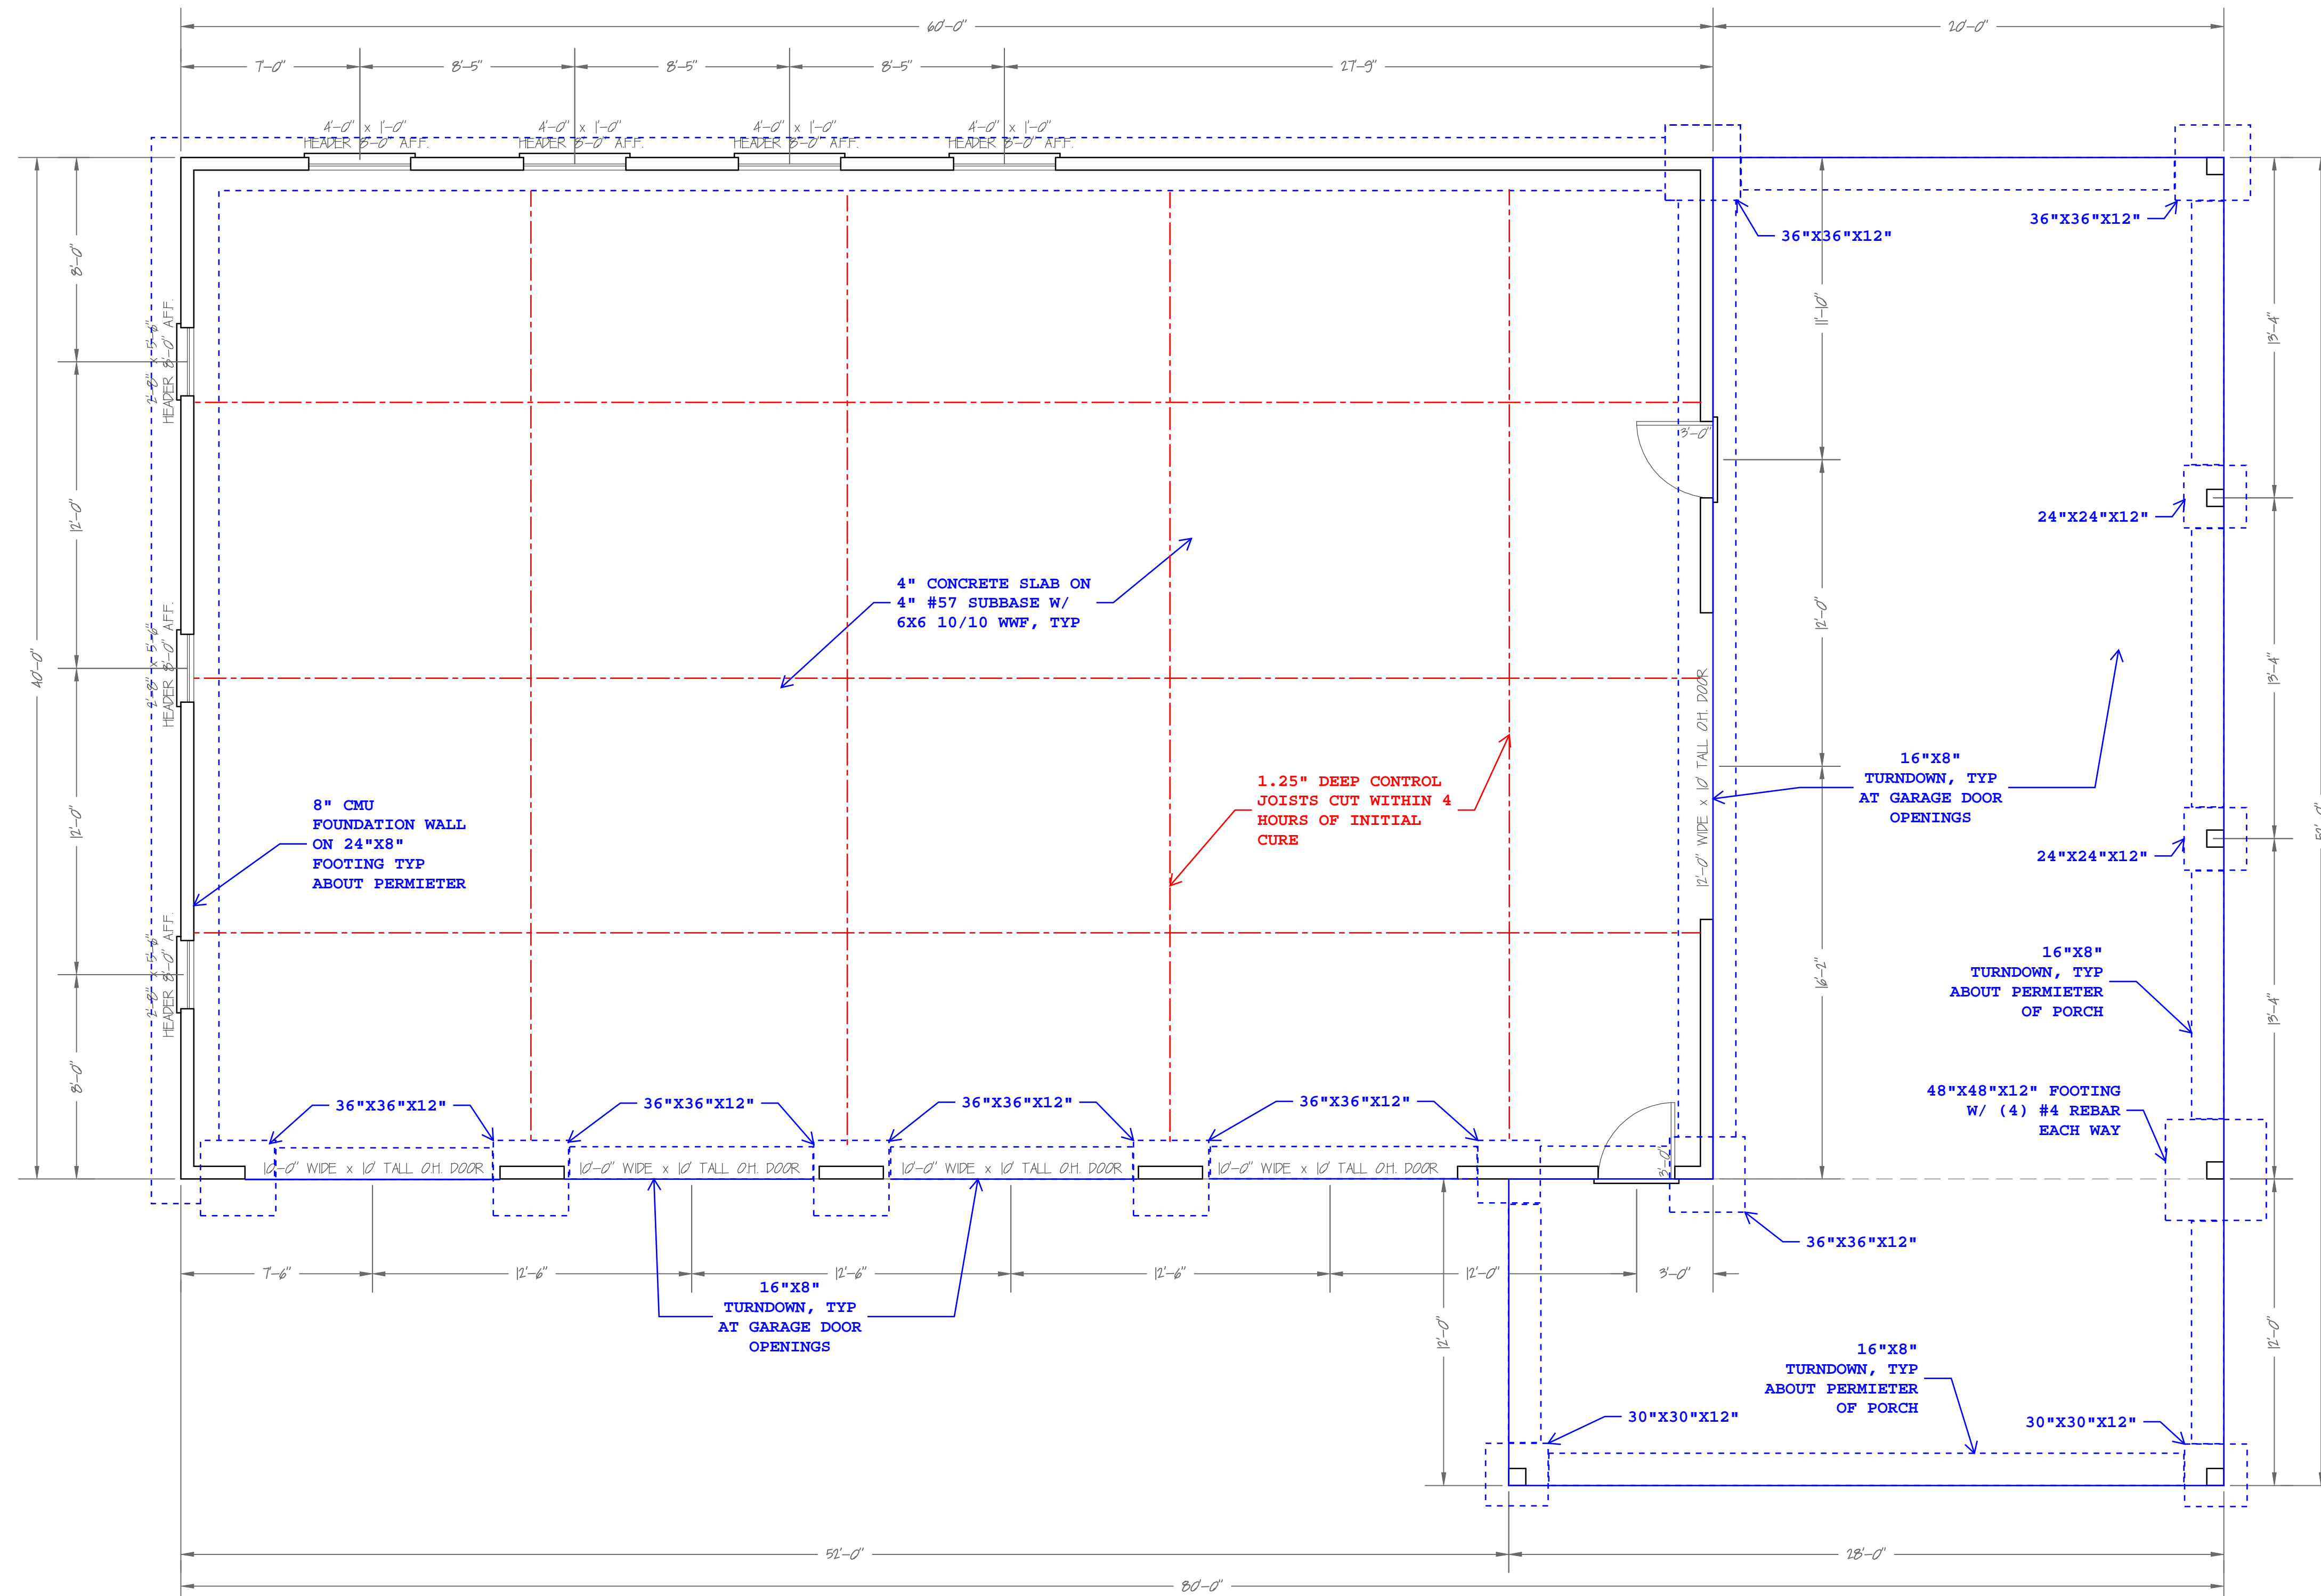 60'-0"
20'-0"
7'-0"
8'-5"
8'-5"
8'-5"
27'-9"
4'-0" x 1'-0"
HEADER 8'-0" A.F.F.
4'-0" x 1'-0"
HEADER 8'-0" A.F.F.
4'-0" x 1'-0"
HEADER 8'-0" A.F.F.
4'-0" x 1'-0"
HEADER 8'-0" A.F.F.
36"X36"X12"
36"X36"X12"
8'-0"
12'-0"
12'-0"
8'-0"
40'-0"
2'-8" x 5'-6"
HEADER 8'-0" A.F.F.
2'-8" x 5'-6"
HEADER 8'-0" A.F.F.
2'-8" x 5'-6"
HEADER 8'-0" A.F.F.
11'-10"
12'-0"
16'-2"
3'-0"
13'-4"
13'-4"
13'-4"
12'-0"
24"X24"X12"
4" CONCRETE SLAB ON
4" #57 SUBBASE W/
6X6 10/10 WWF, TYP
12'-0" WIDE x 10' TALL O.H. DOOR
16"X8"
TURNDOWN, TYP
AT GARAGE DOOR
OPENINGS
1.25" DEEP CONTROL
JOISTS CUT WITHIN 4
HOURS OF INITIAL
CURE
8" CMU
FOUNDATION WALL
ON 24"X8"
FOOTING TYP
ABOUT PERMIETER
24"X24"X12"
16"X8"
TURNDOWN, TYP
ABOUT PERMIETER
OF PORCH
48"X48"X12" FOOTING
W/ (4) #4 REBAR
EACH WAY
36"X36"X12"
36"X36"X12"
36"X36"X12"
36"X36"X12"
10'-0" WIDE x 10' TALL O.H. DOOR
10'-0" WIDE x 10' TALL O.H. DOOR
10'-0" WIDE x 10' TALL O.H. DOOR
10'-0" WIDE x 10' TALL O.H. DOOR
3'-0"
36"X36"X12"
7'-6"
12'-6"
12'-6"
12'-6"
12'-0"
3'-0"
16"X8"
TURNDOWN, TYP
AT GARAGE DOOR
OPENINGS
12'-0"
16"X8"
TURNDOWN, TYP
ABOUT PERMIETER
OF PORCH
30"X30"X12"
30"X30"X12"
52'-0"
28'-0"
80'-0"